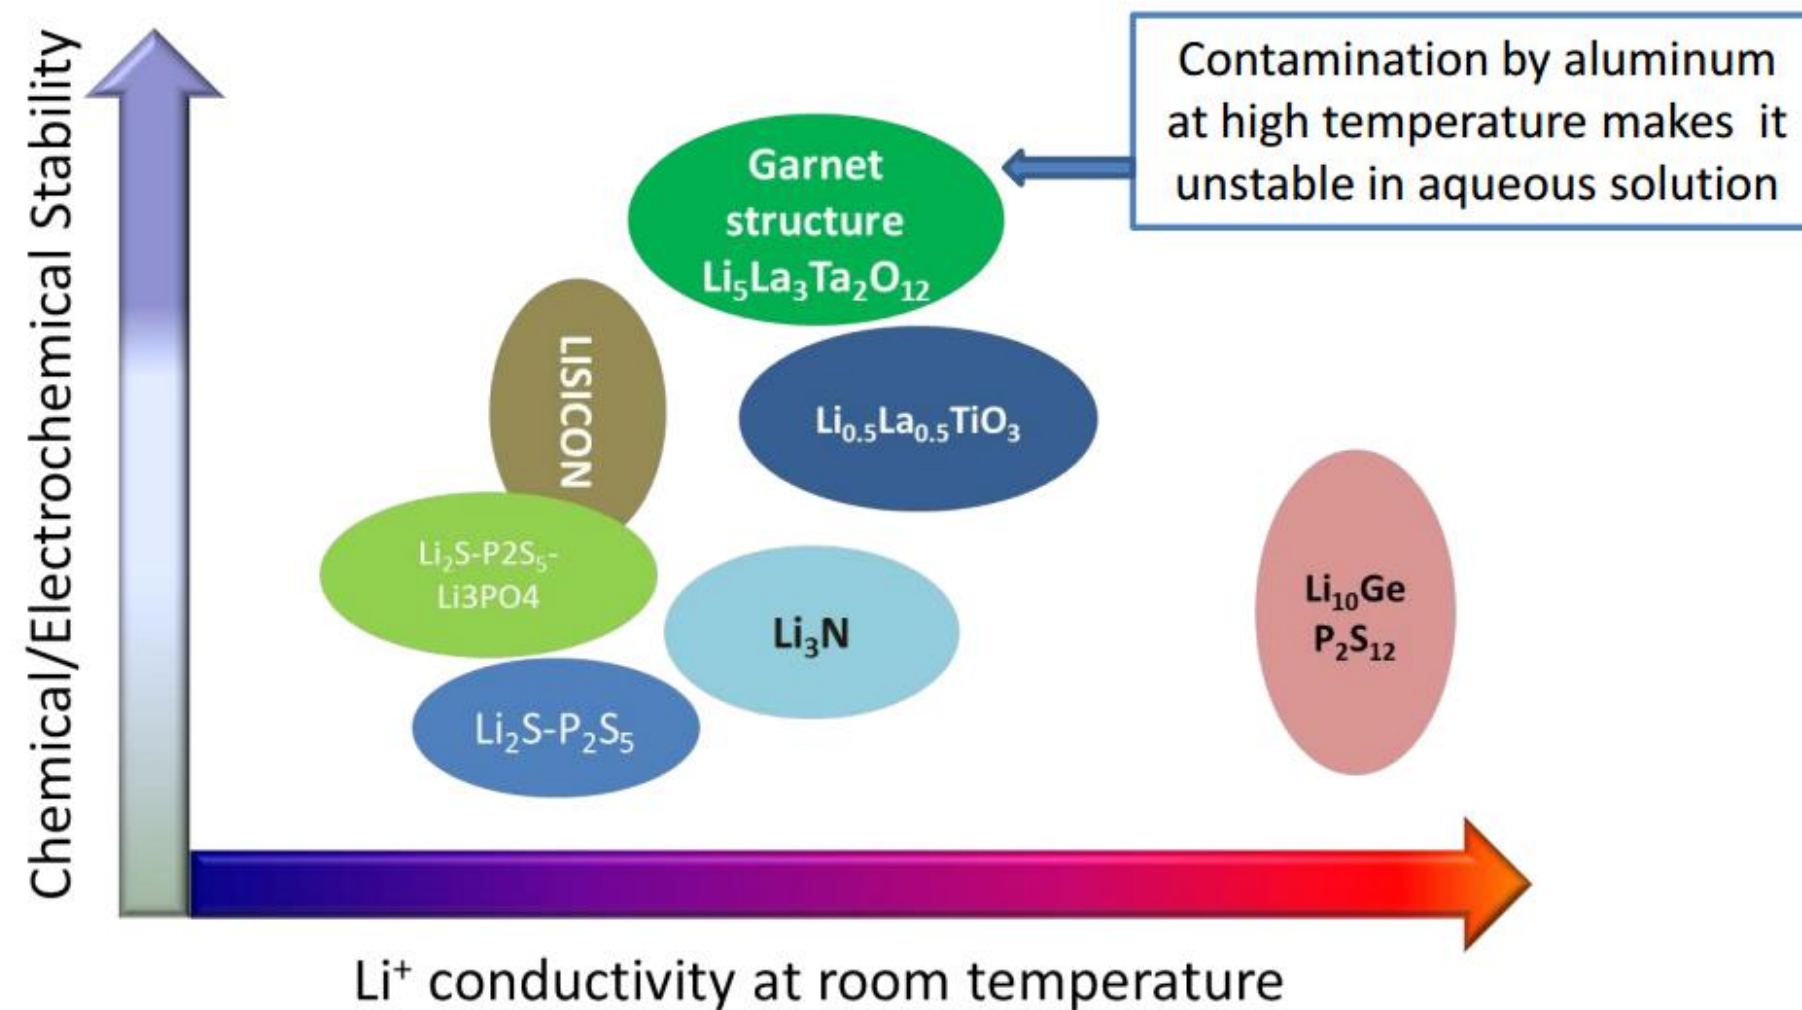 Chemical/Electrochemical Stability
Contamination by aluminum
at high temperature makes it
unstable in aqueous solution
Garnet
structure
Li₅La₃Ta₂O₁₂
LISICON
Li₀.₅La₀.₅TiO₃
Li₂S-P2S₅-
Li3PO4
Li₃N
Li₁₀Ge
P₂S₁₂
Li₂S-P₂S₅
Li⁺ conductivity at room temperature